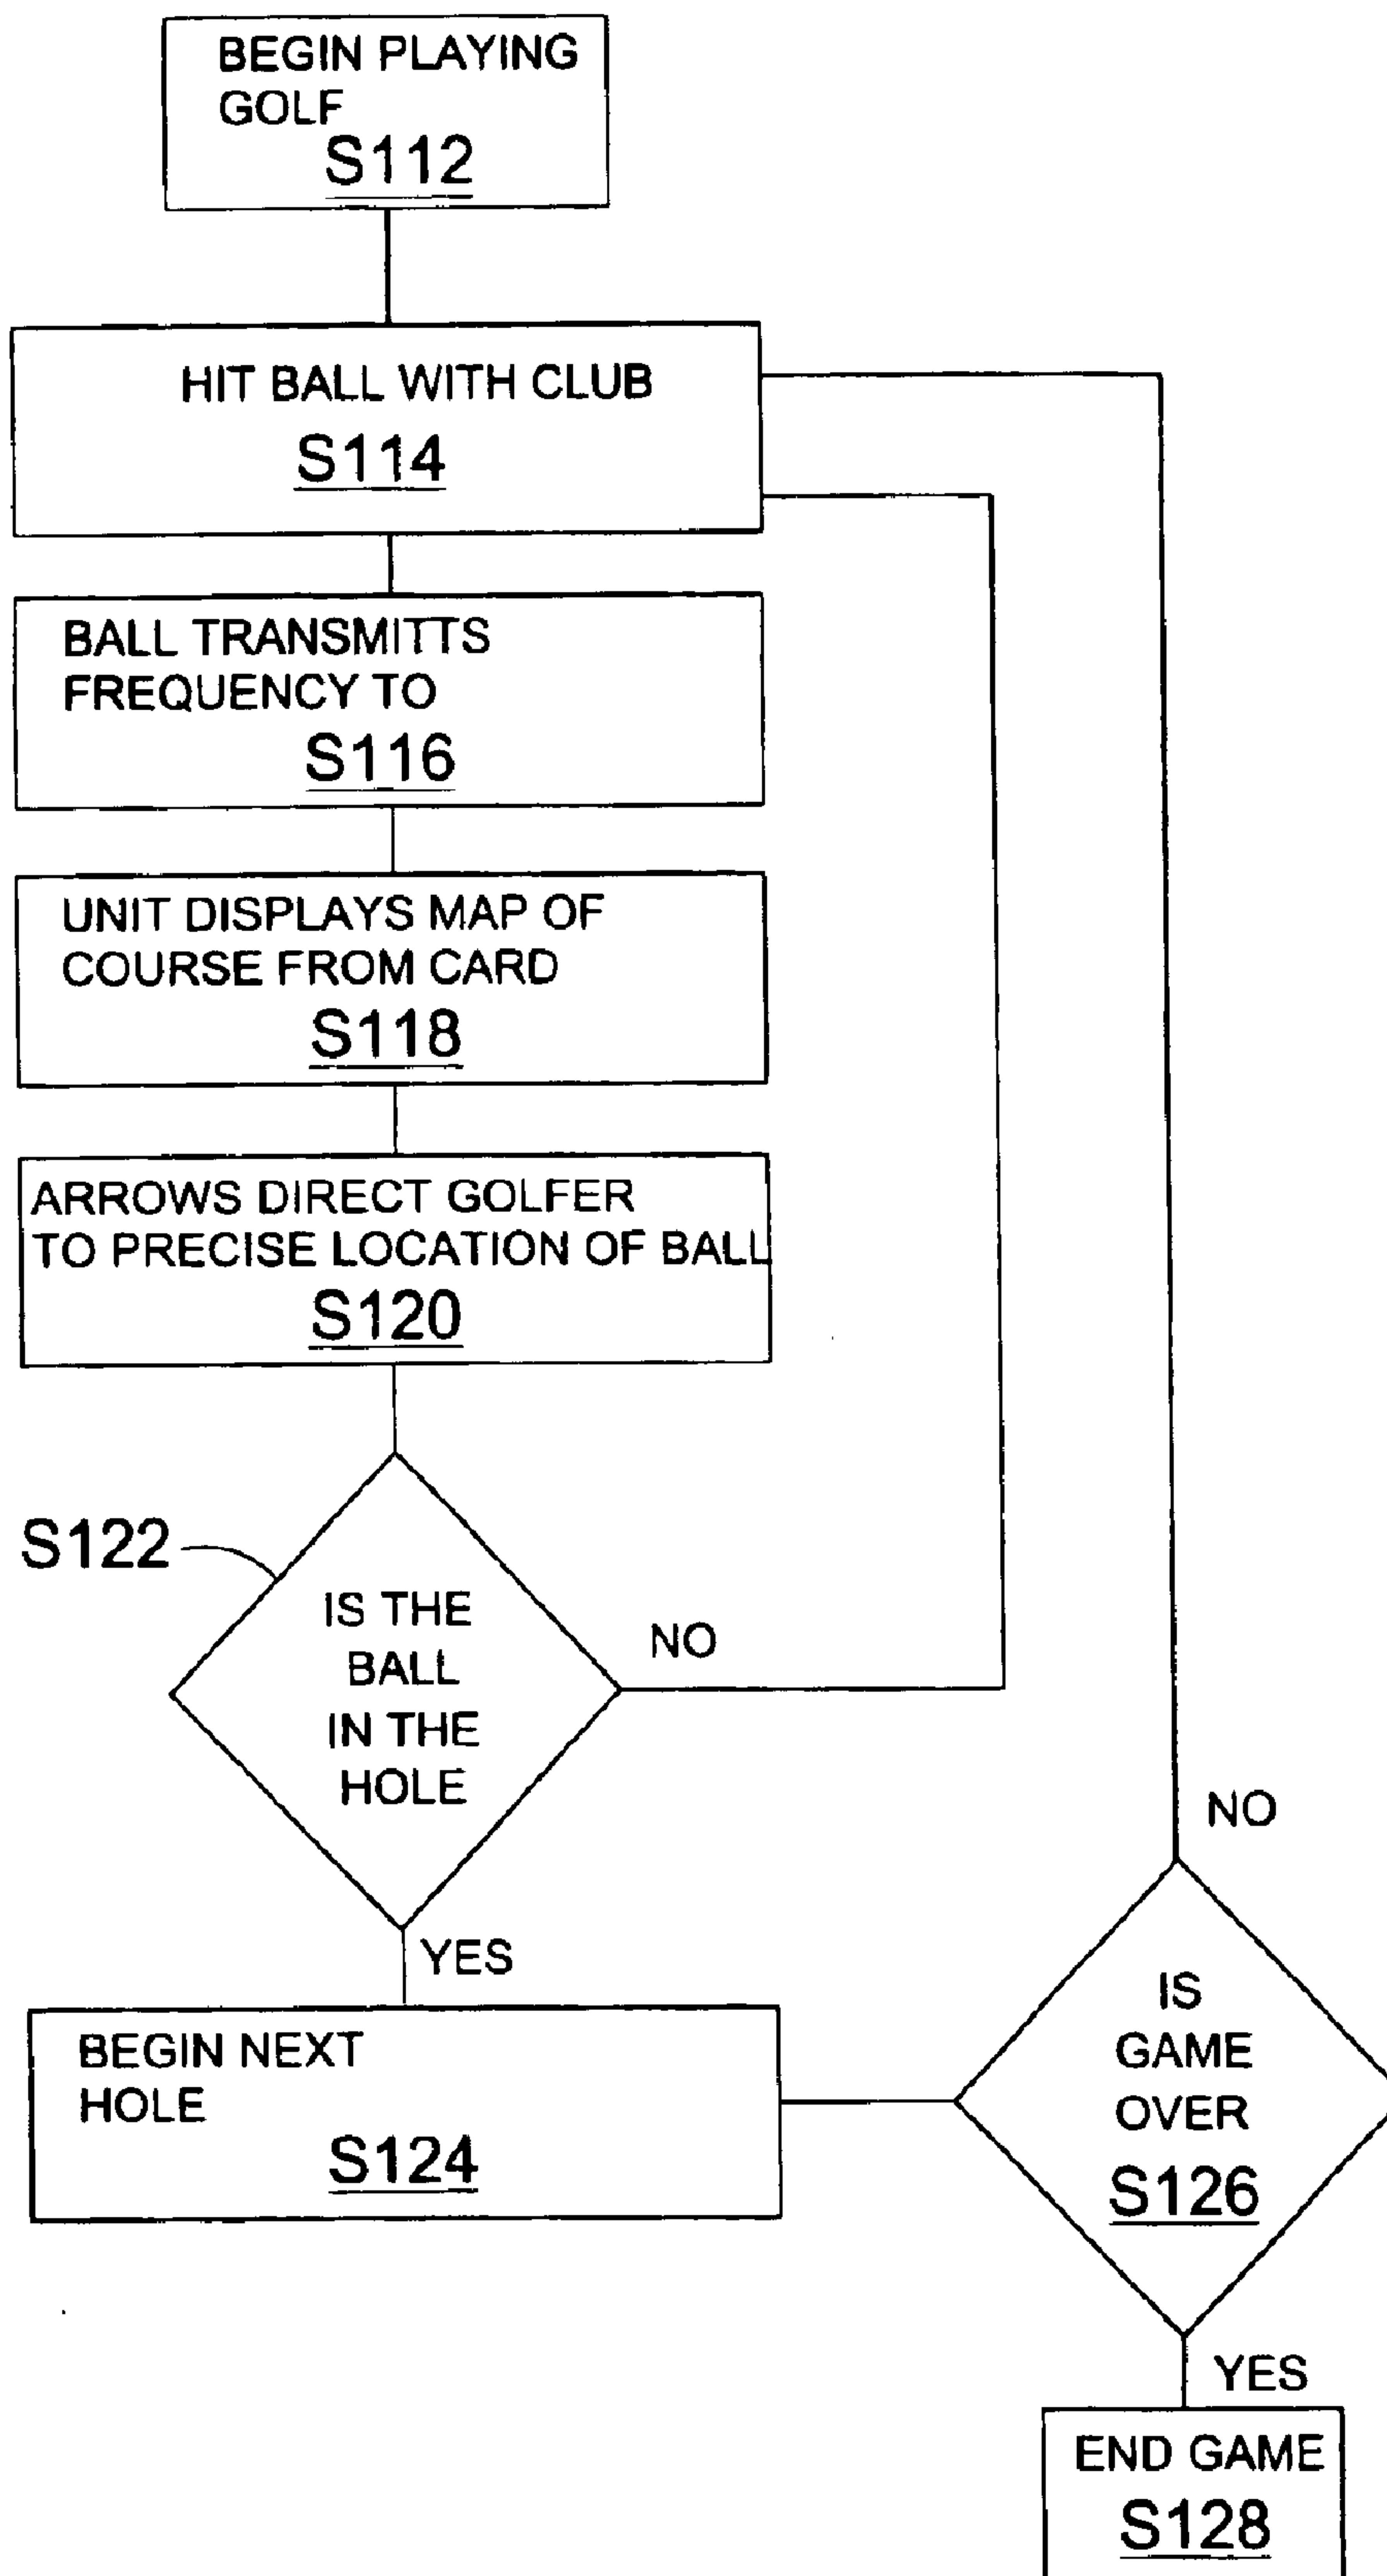 BEGIN PLAYING
GOLF
S112
HIT BALL WITH CLUB
S114
BALL TRANSMITTS
FREQUENCY TO
S116
UNIT DISPLAYS MAP OF
COURSE FROM CARD
S118
ARROWS DIRECT GOLFER
TO PRECISE LOCATION OF BALL
S120
S122
IS THE
BALL
IN THE
HOLE
NO
YES
BEGIN NEXT
HOLE
S124
NO
IS
GAME
OVER
S126
YES
END GAME
S128